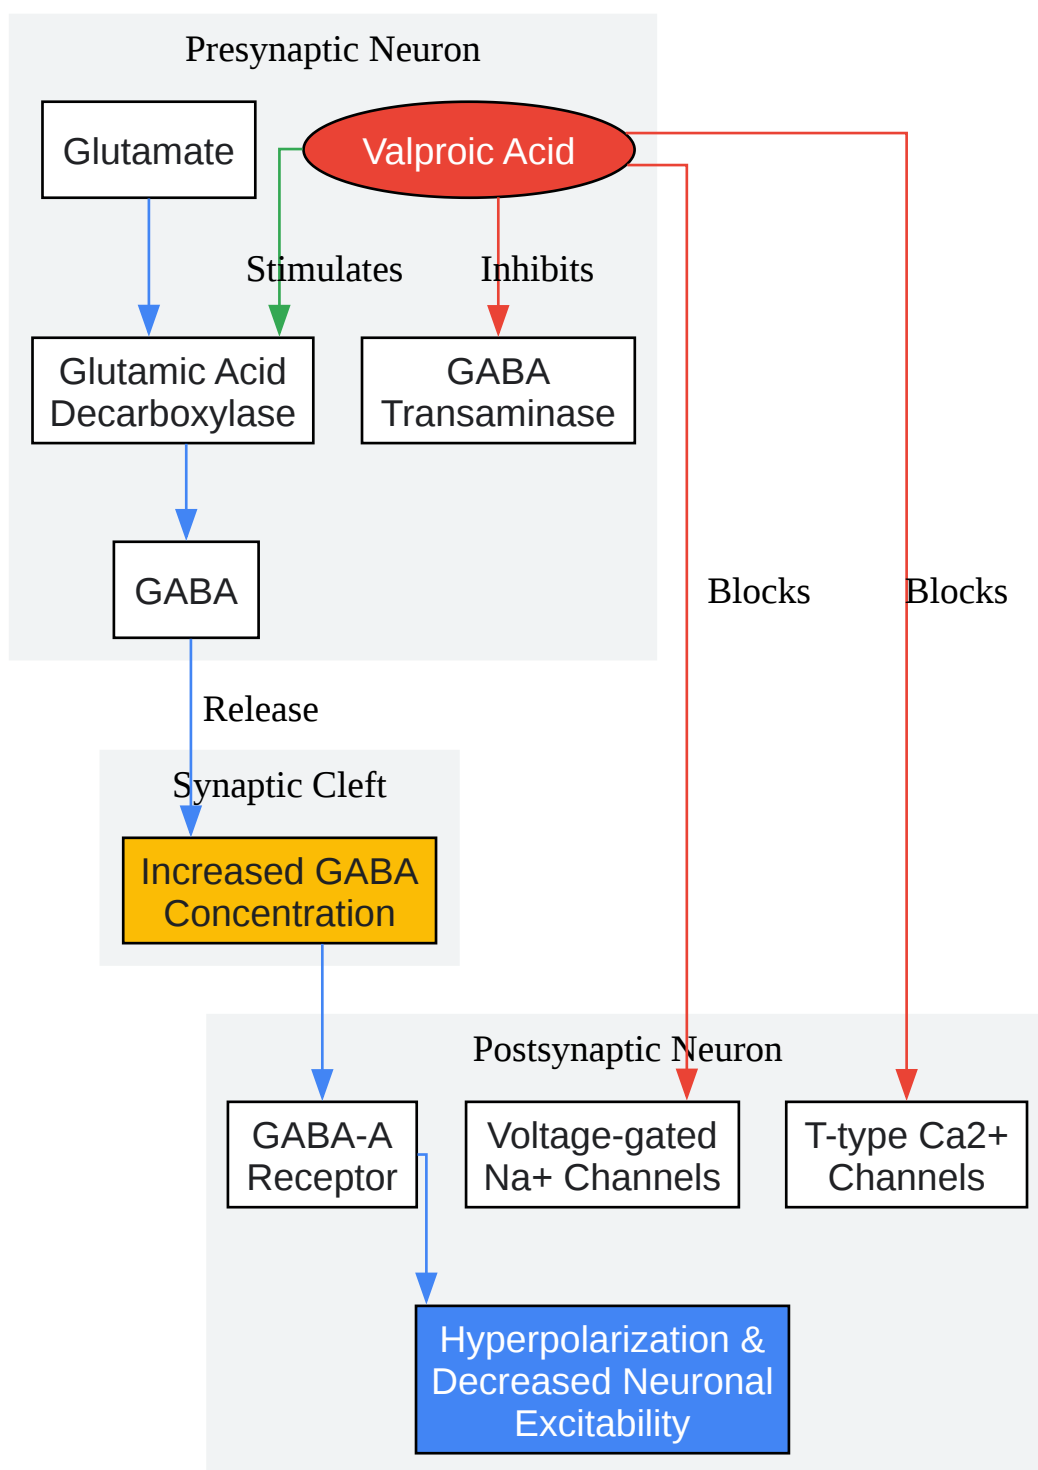 Presynaptic Neuron
Glutamate
Valproic Acid
Stimulates
Inhibits
Glutamic Acid
Decarboxylase
GABA
Transaminase
GABA
Blocks
Blocks
Release
Synaptic Cleft
Increased GABA
Concentration
Postsynaptic Neuron
GABA-A
Receptor
Voltage-gated
Na+ Channels
T-type Ca2+
Channels
Hyperpolarization &
Decreased Neuronal
Excitability